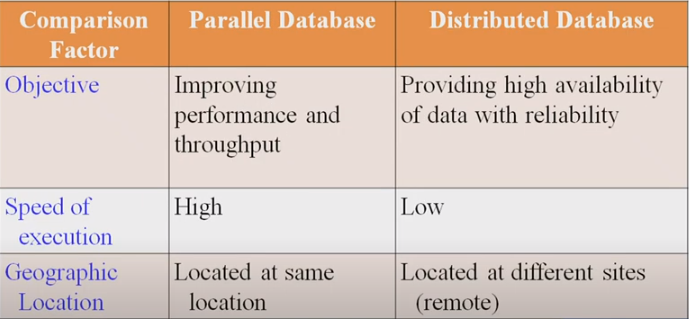 Comparison Factor Parallel Database Distributed Database
Objective Improving performance and throughput Providing high availability of data with reliability
Speed of execution High Low
Geographic Location Located at same location Located at different sites (remote)